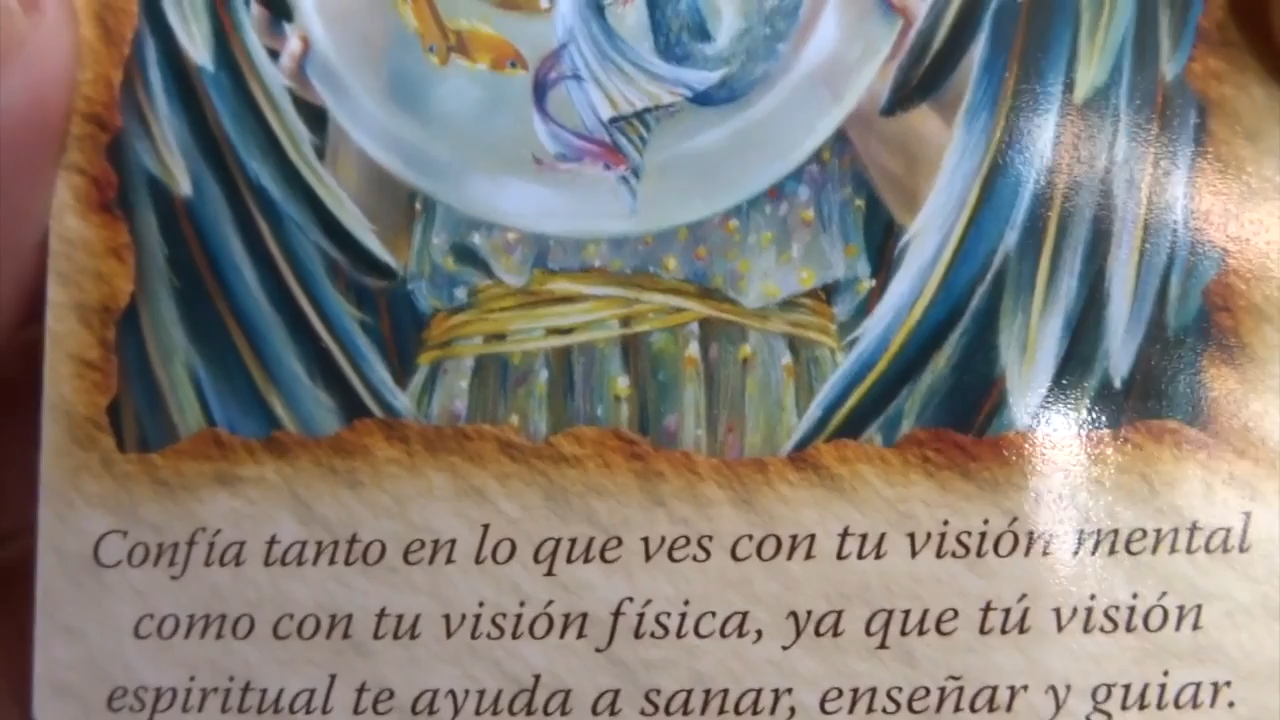 Confía tanto en lo que ves con tu visión mental
como con tu visión física, ya que tú visión
espiritual te ayuda a sanar, enseñar y guiar.